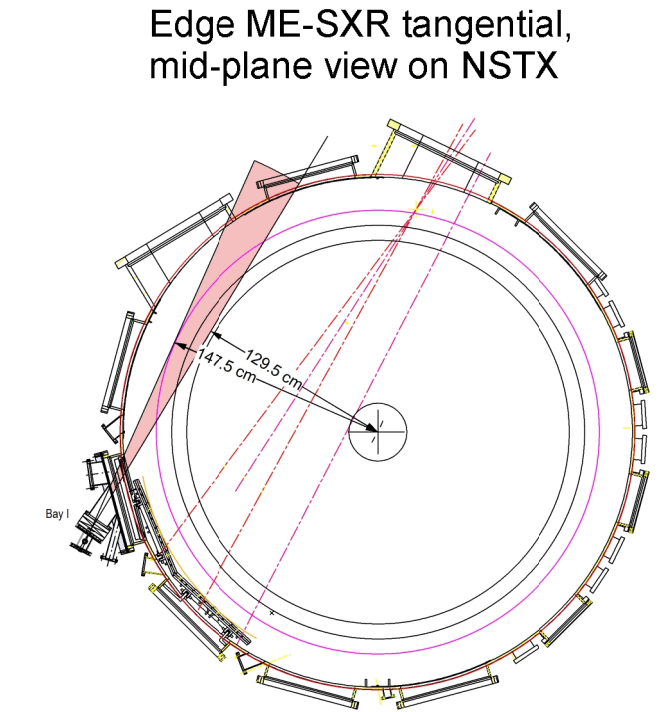 Edge ME-SXR tangential,
mid-plane view on NSTX
129.5 cm
147.5 cm
Bay I